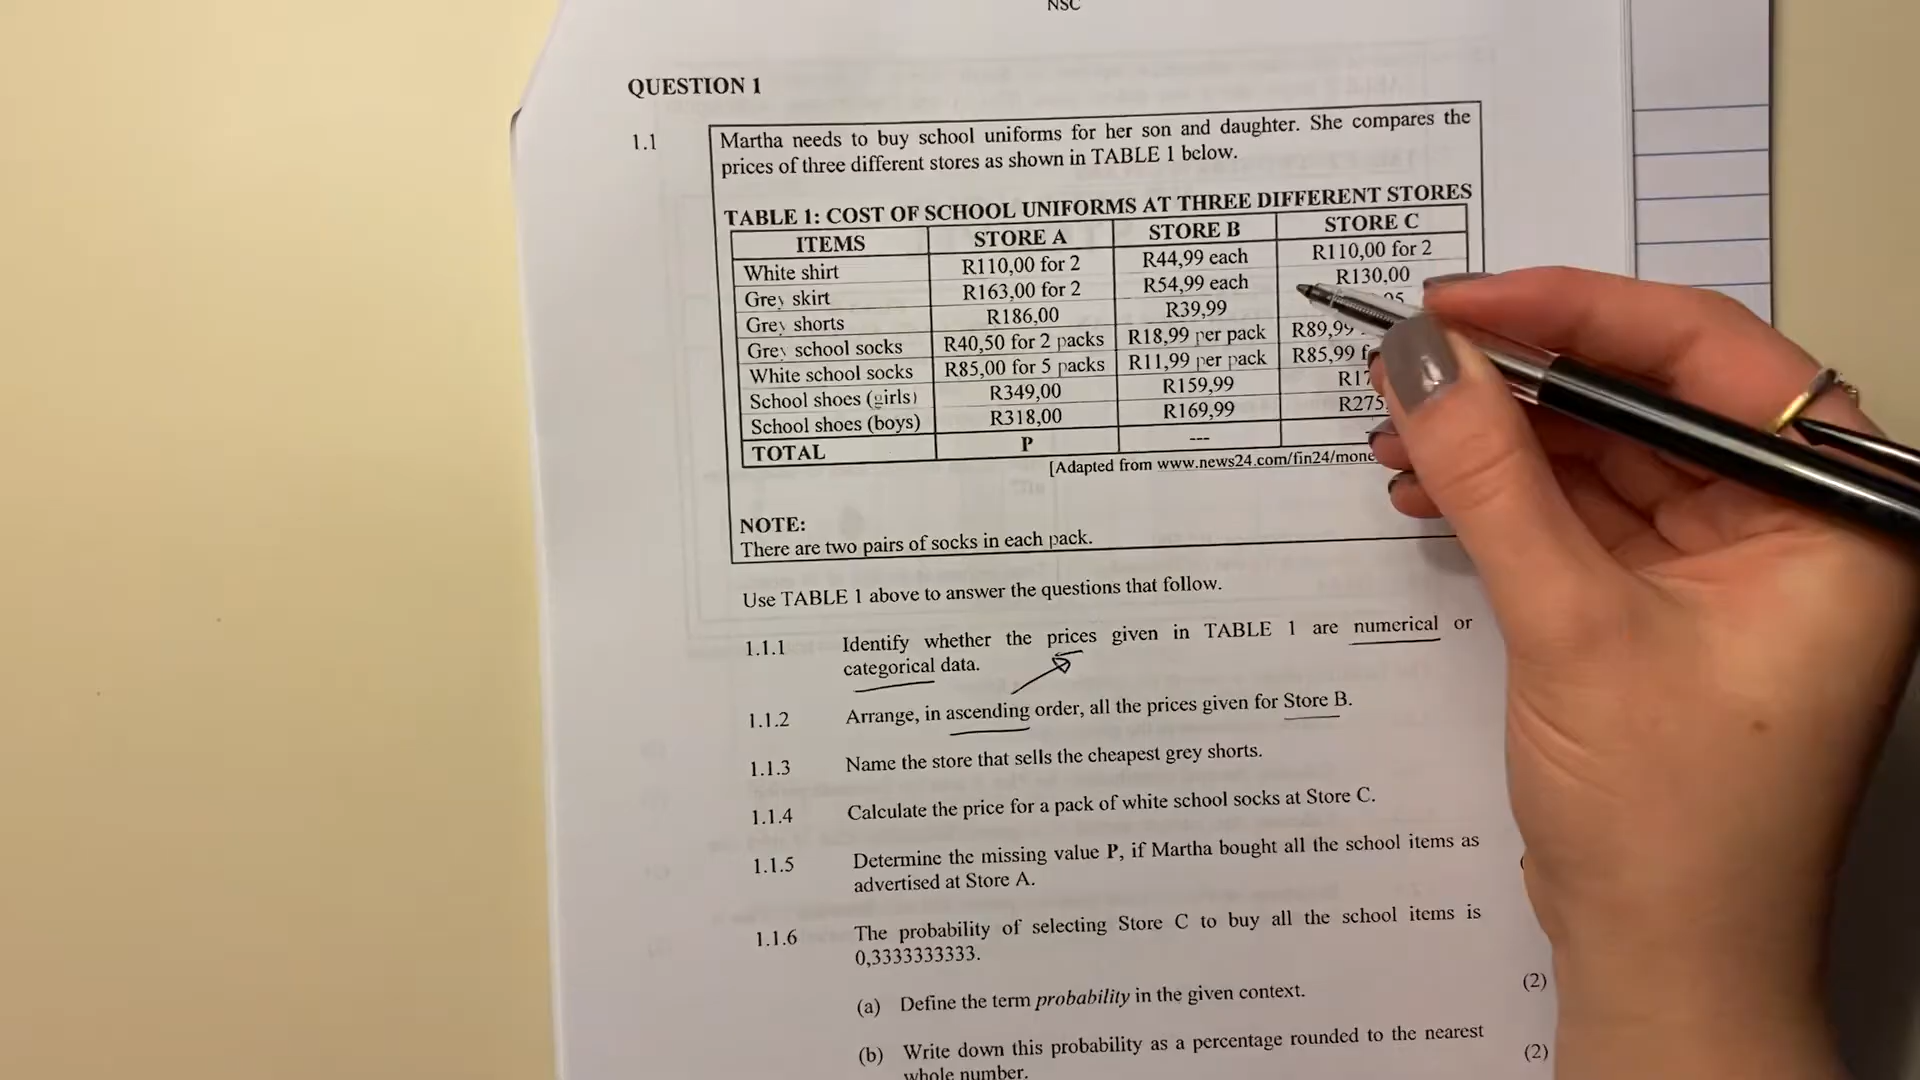 NSC
QUESTION 1
1.1
Martha needs to buy school uniforms for her son and daughter. She compares the
prices of three different stores as shown in TABLE 1 below.
TABLE 1: COST OF SCHOOL UNIFORMS AT THREE DIFFERENT STORES
ITEMS STORE A STORE B STORE C
White shirt R110,00 for 2 R44,99 each R110,00 for 2
Grey skirt R163,00 for 2 R54,99 each R130,00
Grey shorts R186,00 R39,99
Grey school socks R40,50 for 2 packs R18,99 per pack R89,99
White school socks R85,00 for 5 packs R11,99 per pack R85,99
School shoes (girls) R349,00 R159,99
School shoes (boys) R318,00 R169,99
TOTAL P ---
[Adapted from www.news24.com/fin24/mone
NOTE:
There are two pairs of socks in each pack.
Use TABLE 1 above to answer the questions that follow.
1.1.1 Identify whether the prices given in TABLE 1 are numerical or
categorical data.
1.1.2 Arrange, in ascending order, all the prices given for Store B.
1.1.3 Name the store that sells the cheapest grey shorts.
1.1.4 Calculate the price for a pack of white school socks at Store C.
1.1.5 Determine the missing value P, if Martha bought all the school items as
advertised at Store A.
1.1.6 The probability of selecting Store C to buy all the school items is
0,3333333333.
(a) Define the term probability in the given context. (2)
(b) Write down this probability as a percentage rounded to the nearest
whole number. (2)